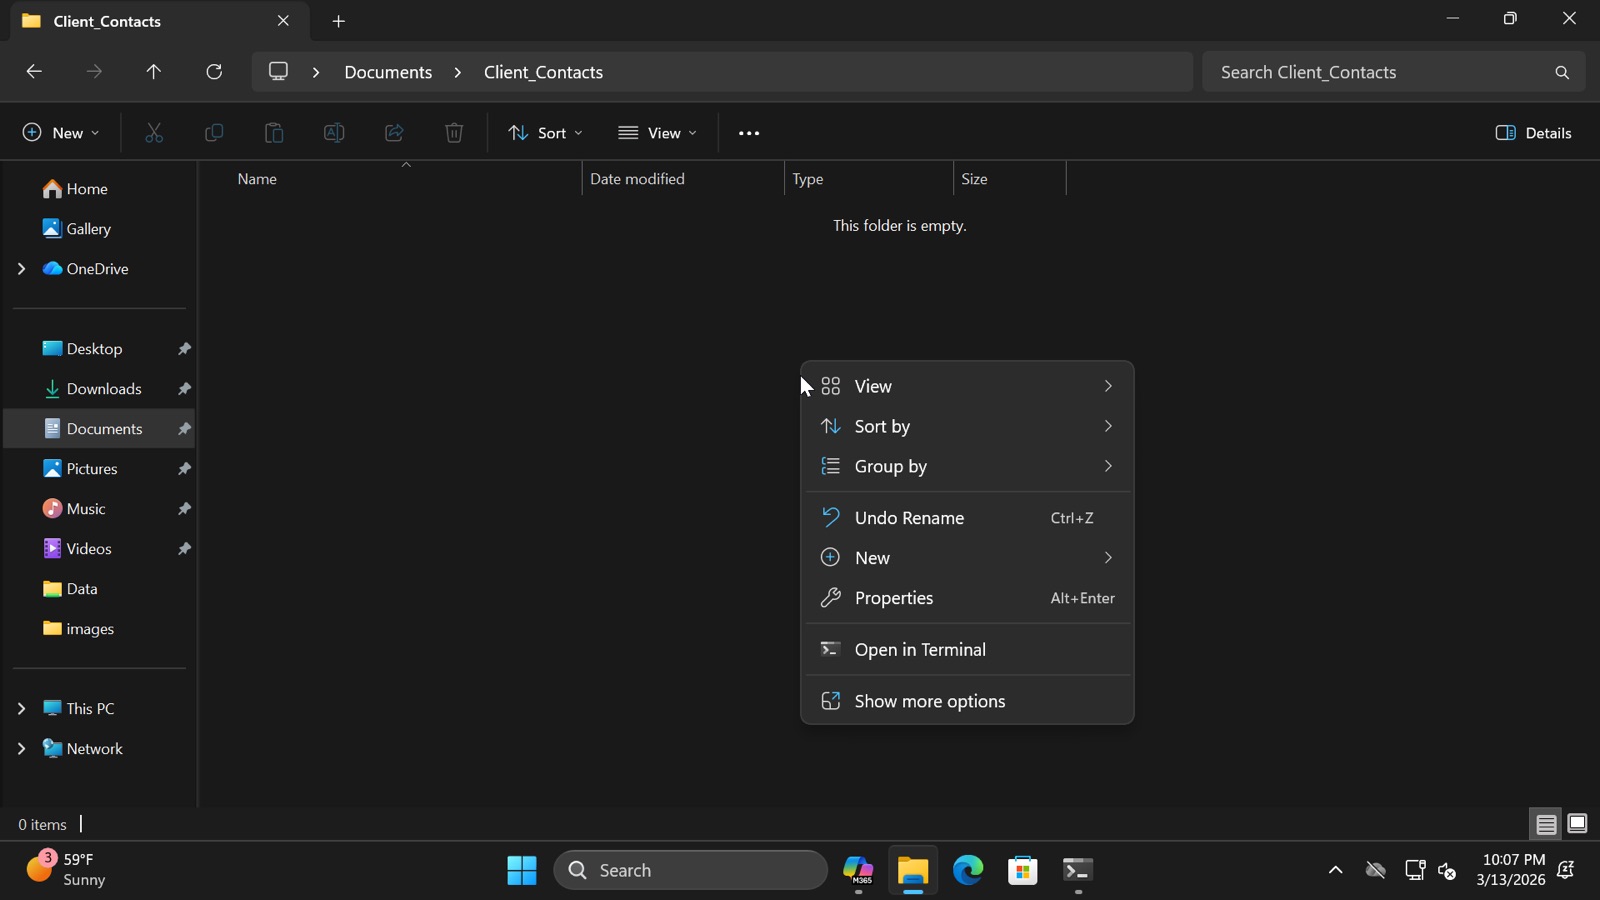 Client_Contacts
Documents
Client_Contacts
Search Client_Contacts
New
Sort
View
Details
Home
Gallery
OneDrive
Desktop
Downloads
Documents
Pictures
Music
Videos
Data
images
This PC
Network
Name
Date modified
Type
Size
This folder is empty.
View
Sort by
Group by
Undo Rename Ctrl+Z
New
Properties Alt+Enter
Open in Terminal
Show more options
0 items
3
59°F
Sunny
Search
M365
10:07 PM
3/13/2026